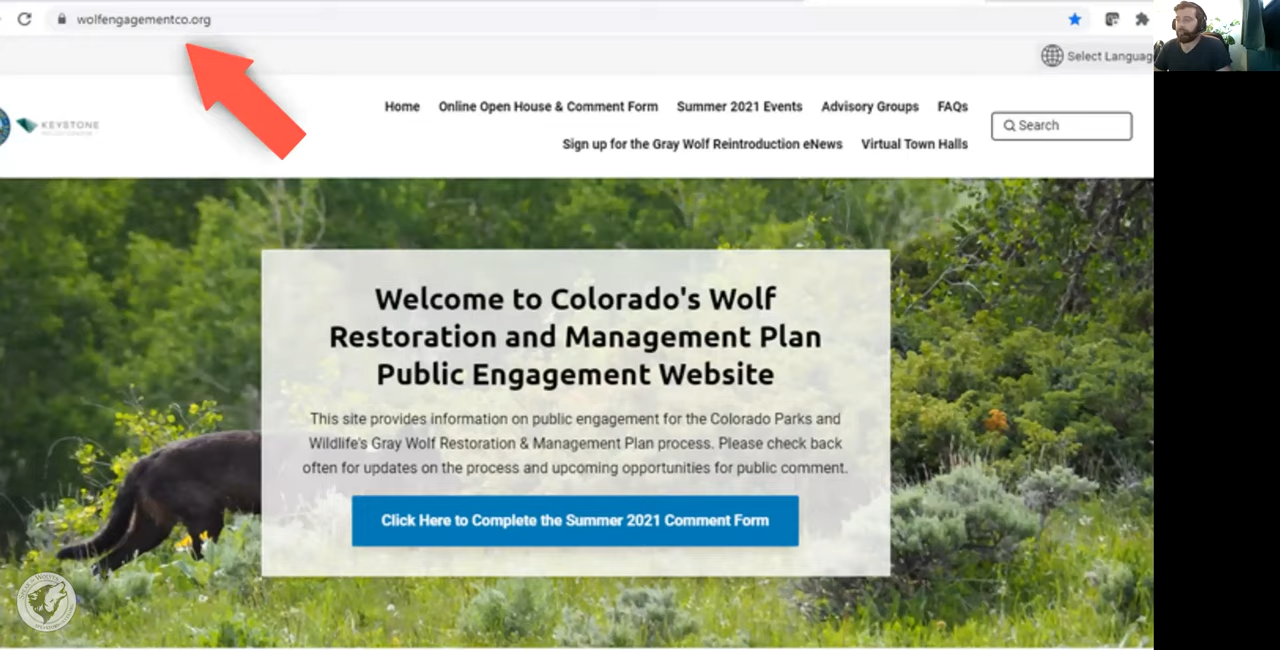 wolfengagementco.org
Select Languag
KEYSTONE
Home Online Open House & Comment Form Summer 2021 Events Advisory Groups FAQs
Search
Sign up for the Gray Wolf Reintroduction eNews Virtual Town Halls
Welcome to Colorado's Wolf
Restoration and Management Plan
Public Engagement Website
This site provides information on public engagement for the Colorado Parks and
Wildlife's Gray Wolf Restoration & Management Plan process. Please check back
often for updates on the process and upcoming opportunities for public comment.
Click Here to Complete the Summer 2021 Comment Form